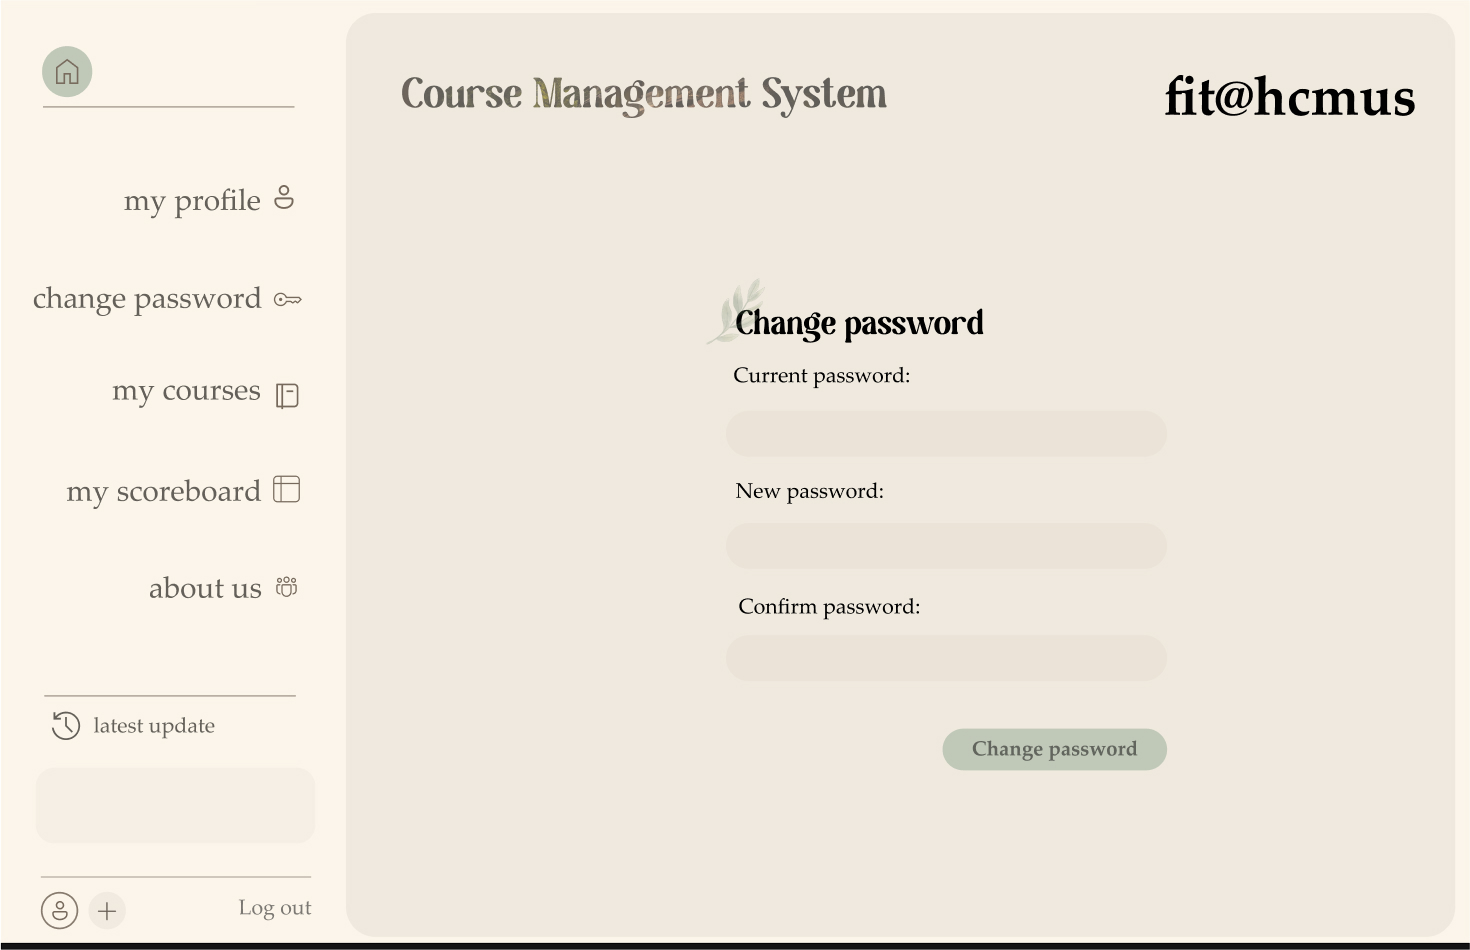 Course Management System
fit@hcmus
my profile
change password
my courses
my scoreboard
about us
latest update
Log out
Change password
Current password:
New password:
Confirm password:
Change password